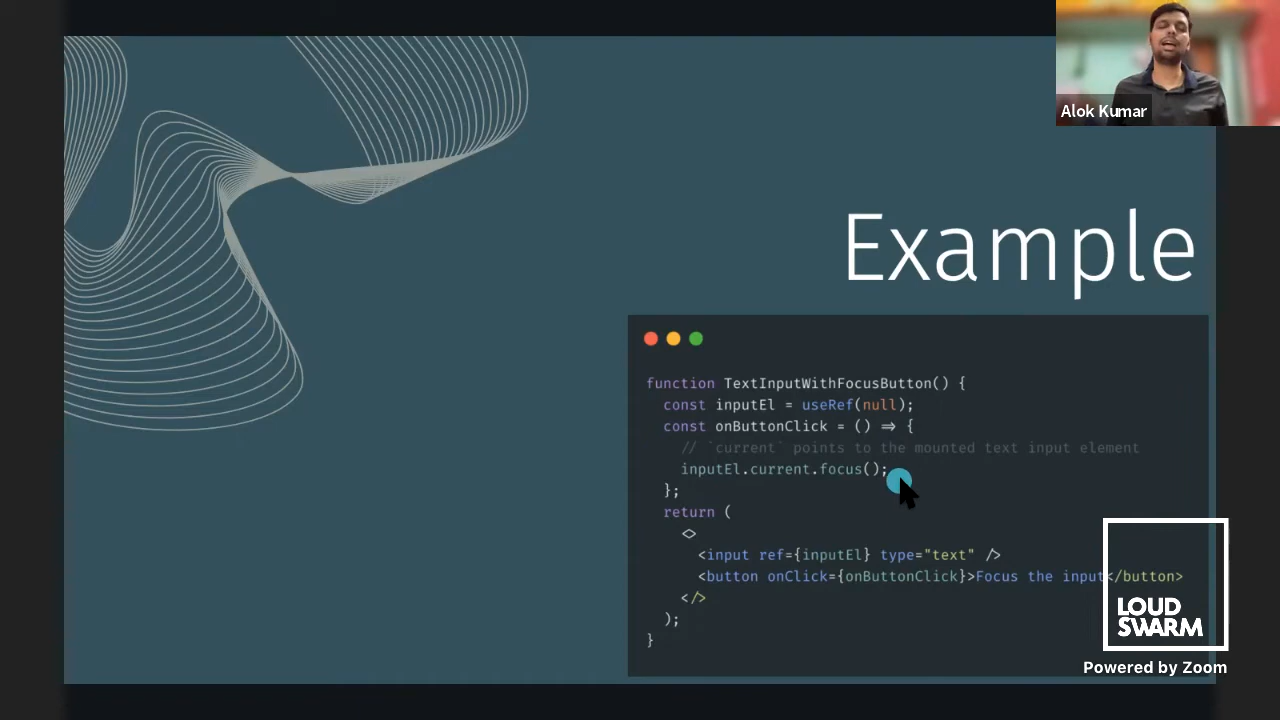 Alok Kumar
Example
function TextInputWithFocusButton() {
  const inputEl = useRef(null);
  const onButtonClick = () => {
    // `current` points to the mounted text input element
    inputEl.current.focus();
  };
  return (
    <>
      <input ref={inputEl} type="text" />
      <button onClick={onButtonClick}>Focus the input</button>
    </>
  );
}
LOUD
SWARM
Powered by Zoom